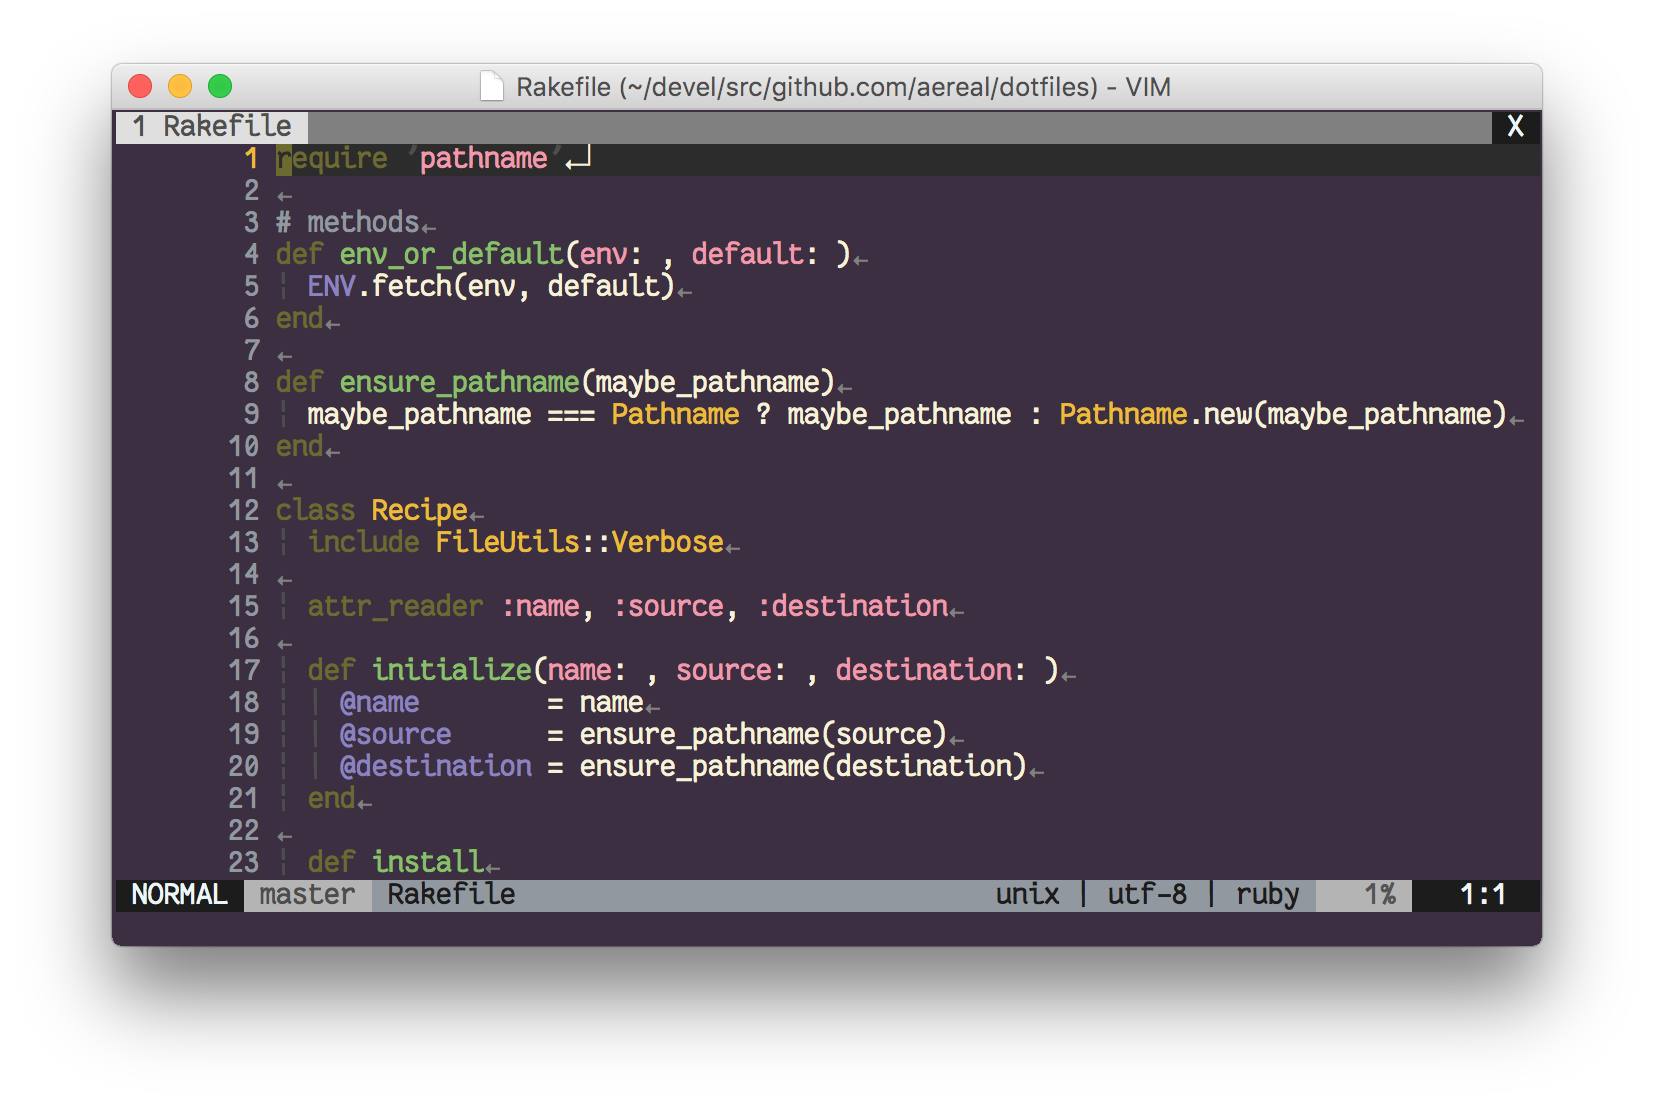 Rakefile (~/devel/src/github.com/aereal/dotfiles) - VIM
1 Rakefile X
1 require 'pathname'↵
2 ←
3 # methods←
4 def env_or_default(env: , default: )←
5 ¦ ENV.fetch(env, default)←
6 end←
7 ←
8 def ensure_pathname(maybe_pathname)←
9 ¦ maybe_pathname === Pathname ? maybe_pathname : Pathname.new(maybe_pathname)←
10 end←
11 ←
12 class Recipe←
13 ¦ include FileUtils::Verbose←
14 ←
15 ¦ attr_reader :name, :source, :destination←
16 ←
17 ¦ def initialize(name: , source: , destination: )←
18 ¦ | @name        = name←
19 ¦ | @source      = ensure_pathname(source)←
20 ¦ | @destination = ensure_pathname(destination)←
21 ¦ end←
22 ←
23 ¦ def install←
NORMAL master Rakefile unix | utf-8 | ruby 1% 1:1